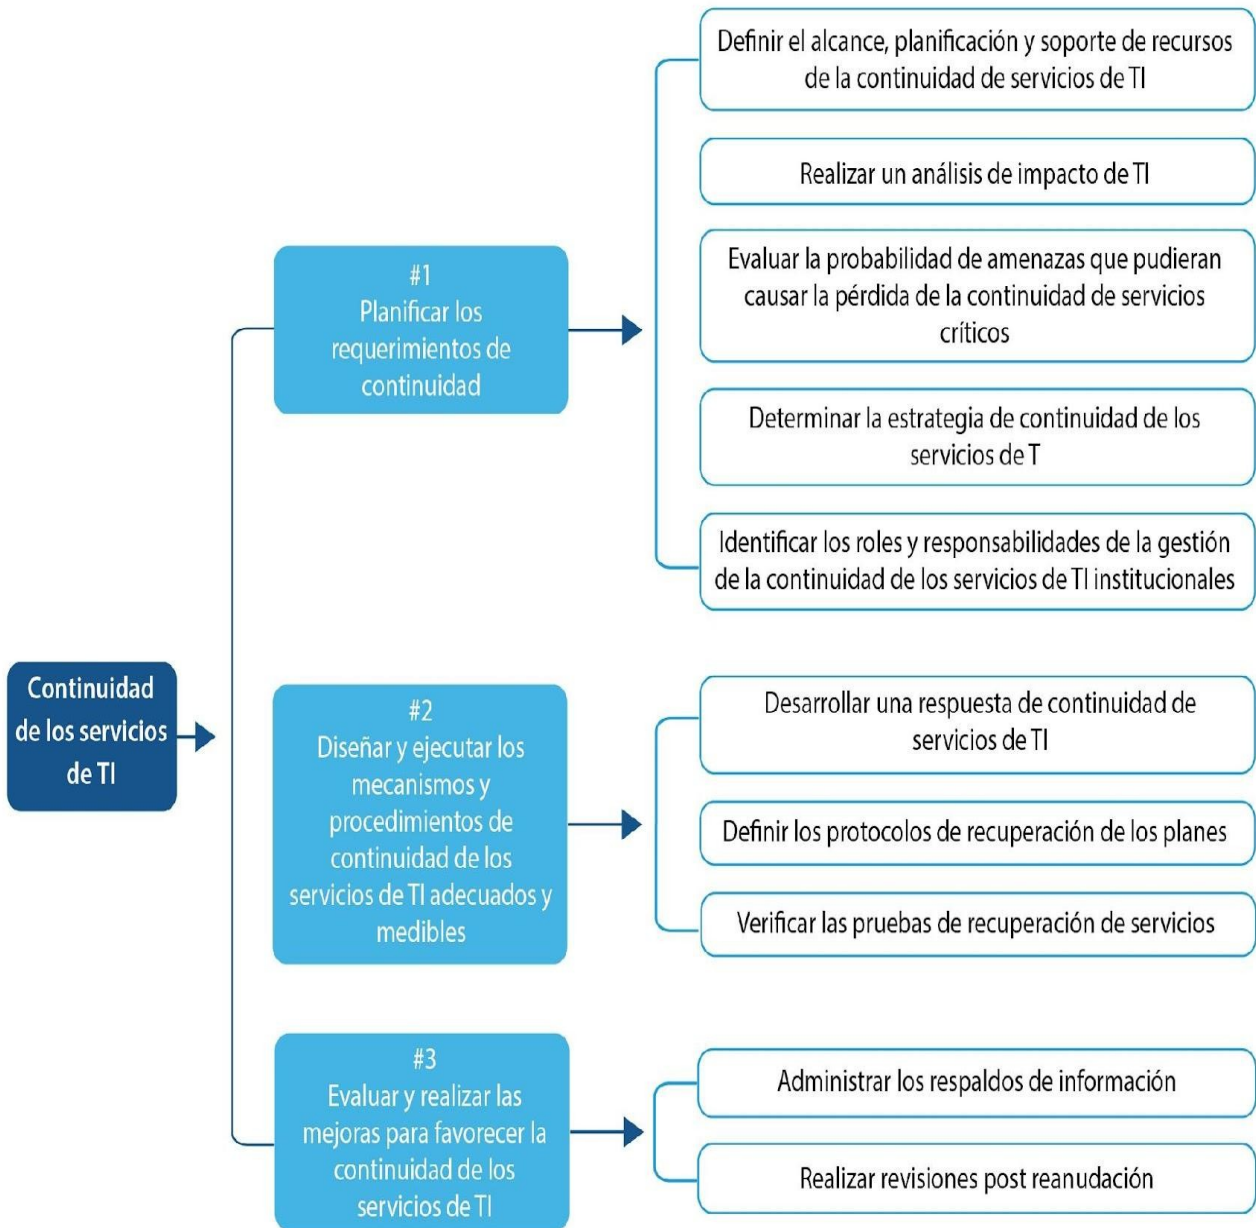 Continuidad
de los servicios
de TI
#1
Planificar los
requerimientos de
continuidad
Definir el alcance, planificación y soporte de recursos
de la continuidad de servicios de TI
Realizar un análisis de impacto de TI
Evaluar la probabilidad de amenazas que pudieran
causar la pérdida de la continuidad de servicios
críticos
Determinar la estrategia de continuidad de los
servicios de T
Identificar los roles y responsabilidades de la gestión
de la continuidad de los servicios de TI institucionales
#2
Diseñar y ejecutar los
mecanismos y
procedimientos de
continuidad de los
servicios de TI adecuados y
medibles
Desarrollar una respuesta de continuidad de
servicios de TI
Definir los protocolos de recuperación de los planes
Verificar las pruebas de recuperación de servicios
#3
Evaluar y realizar las
mejoras para favorecer la
continuidad de los
servicios de TI
Administrar los respaldos de información
Realizar revisiones post reanudación